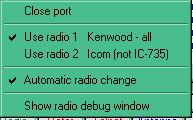 Close port
Use radio 1 Kenwood - all
Use radio 2 Icom (not IC-735)
Automatic radio change
Show radio debug window